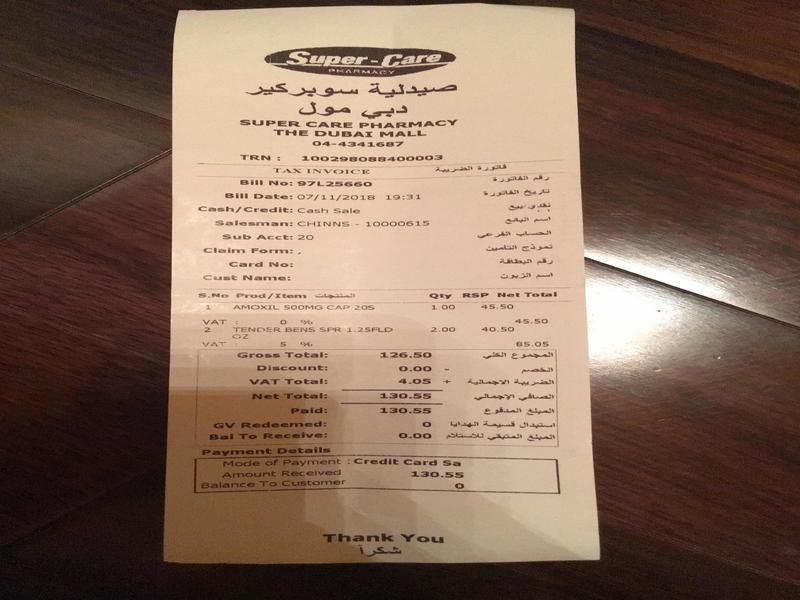 Super-Care
PHARMACY
صيدلية سوبركير
دبي مول
SUPER CARE PHARMACY
THE DUBAI MALL
04-4341687
TRN : 100298088400003
TAX INVOICE فاتورة الضريبة
Bill No: 97L25660 رقم الفاتورة
Bill Date: 07/11/2018 19:31 تاريخ الفاتورة
Cash/Credit: Cash Sale نقدي/بيع
Salesman: CHINNS - 10000615 اسم البائع
Sub Acct: 20 الحساب الفرعي
Claim Form: , نموذج التأمين
Card No: رقم البطاقة
Cust Name: اسم الزبون
S.No Prod/Item المنتجات Qty RSP Net Total
1 AMOXIL 500MG CAP 20S 1.00 45.50
VAT : 0 % 45.50
2 TENDER BENS SPR 1.25FLD 2.00 40.50
OZ
VAT : 5 % 85.05
Gross Total: 126.50 المجموع الكلي
Discount: 0.00 - الخصم
VAT Total: 4.05 + الضريبة الاجمالية
Net Total: 130.55 الصافي الإجمالي
Paid: 130.55 المبلغ المدفوع
GV Redeemed: 0 استبدال قسيمة الهدايا
Bal To Receive: 0.00 المبلغ المتبقي للاستلام
Payment Details
Mode of Payment : Credit Card Sa
Amount Received 130.55
Balance To Customer 0
Thank You
شكراً